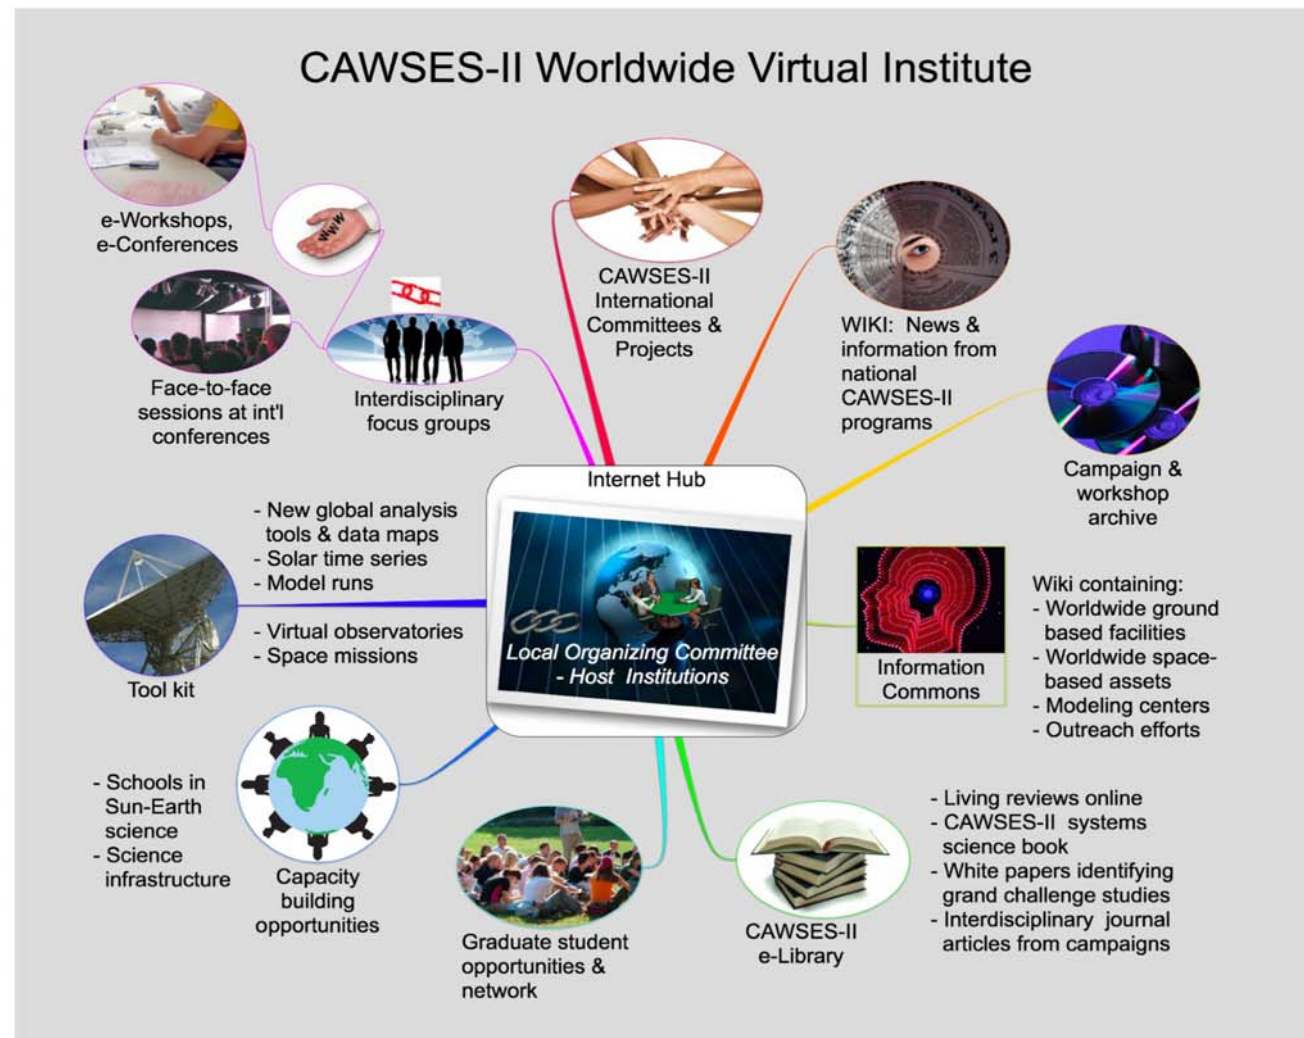 CAWSES-II Worldwide Virtual Institute
e-Workshops,
e-Conferences
www
Face-to-face
sessions at int'l
conferences
Interdisciplinary
focus groups
CAWSES-II
International
Committees &
Projects
WIKI:  News &
information from
national
CAWSES-II
programs
Campaign &
workshop
archive
Internet Hub
Local Organizing Committee
- Host  Institutions
- New global analysis
tools & data maps
- Solar time series
- Model runs
- Virtual observatories
- Space missions
Tool kit
Information
Commons
Wiki containing:
- Worldwide ground
based facilities
- Worldwide space-
based assets
- Modeling centers
- Outreach efforts
- Schools in
Sun-Earth
science
- Science
infrastructure
Capacity
building
opportunities
Graduate student
opportunities &
network
CAWSES-II
e-Library
- Living reviews online
- CAWSES-II  systems
science book
- White papers identifying
grand challenge studies
- Interdisciplinary  journal
articles from campaigns